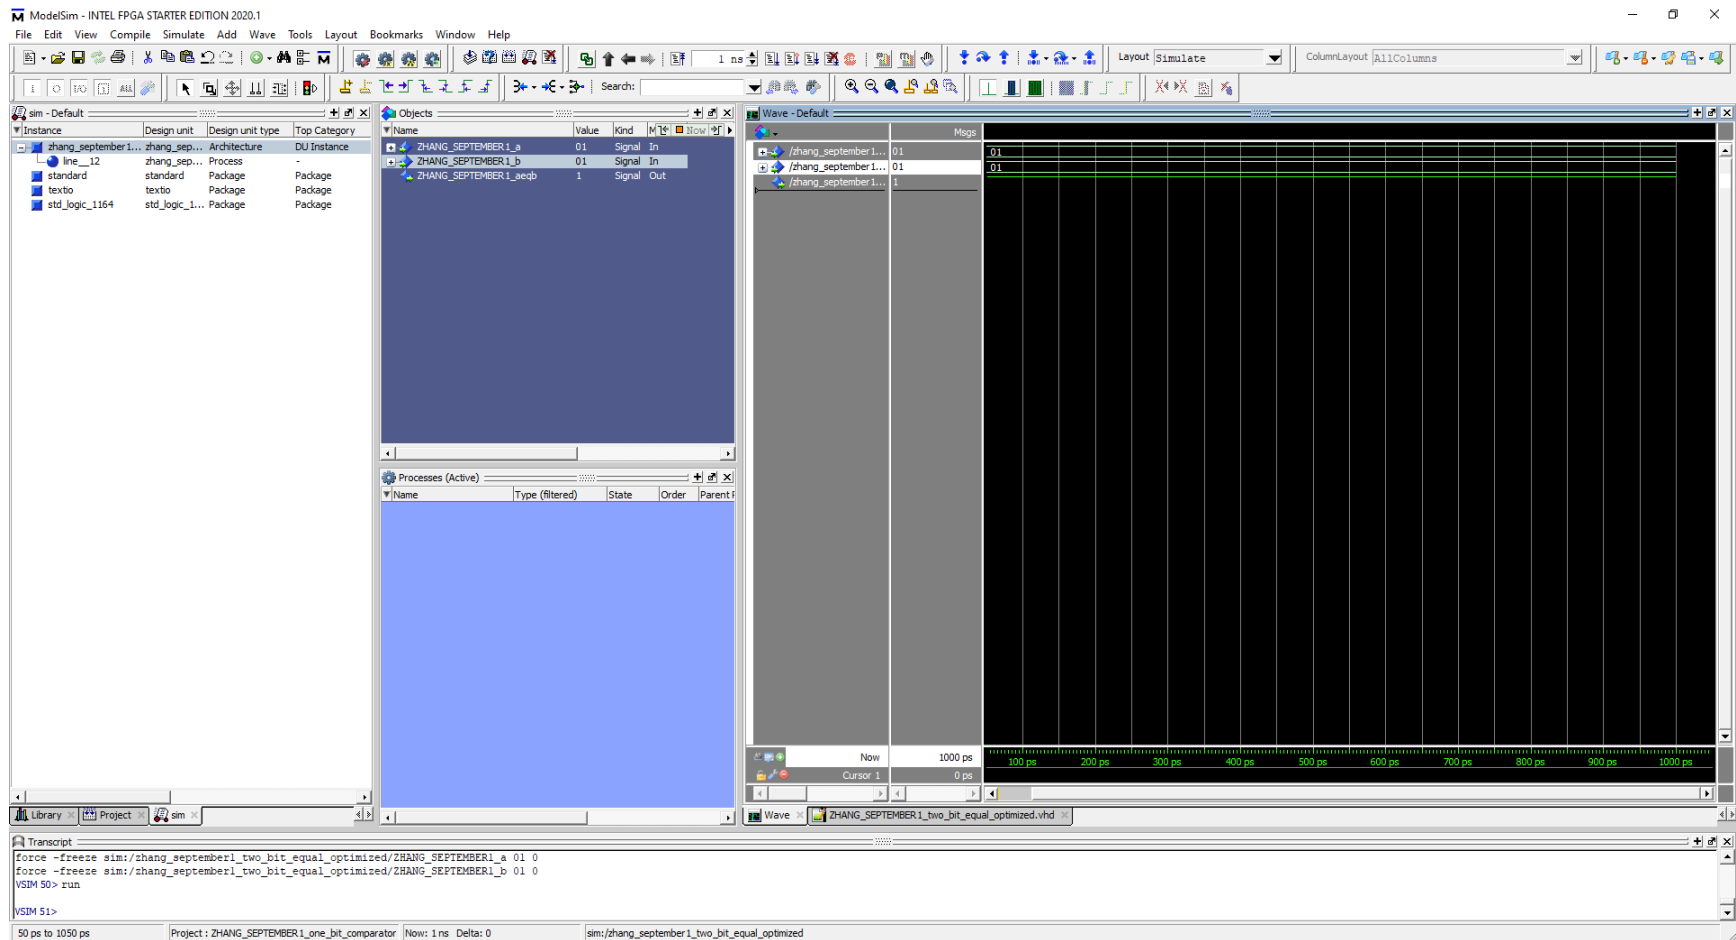 ModelSim - INTEL FPGA STARTER EDITION 2020.1
File Edit View Compile Simulate Add Wave Tools Layout Bookmarks Window Help
1 ns
Layout Simulate
ColumnLayout AllColumns
Search:
sim - Default
Instance Design unit Design unit type Top Category
zhang_september1... zhang_sep... Architecture DU Instance
line__12 zhang_sep... Process -
standard standard Package Package
textio textio Package Package
std_logic_1164 std_logic_1... Package Package
Library Project sim
Objects
Name Value Kind M Now
ZHANG_SEPTEMBER1_a 01 Signal In
ZHANG_SEPTEMBER1_b 01 Signal In
ZHANG_SEPTEMBER1_aeqb 1 Signal Out
Processes (Active)
Name Type (filtered) State Order Parent P
Wave - Default
Msgs
/zhang_september1... 01 01
/zhang_september1... 01 01
/zhang_september1... 1
Now 1000 ps
Cursor 1 0 ps
100 ps 200 ps 300 ps 400 ps 500 ps 600 ps 700 ps 800 ps 900 ps 1000 ps
Wave ZHANG_SEPTEMBER1_two_bit_equal_optimized.vhd
Transcript
force -freeze sim:/zhang_september1_two_bit_equal_optimized/ZHANG_SEPTEMBER1_a 01 0
force -freeze sim:/zhang_september1_two_bit_equal_optimized/ZHANG_SEPTEMBER1_b 01 0
VSIM 50> run
VSIM 51>
50 ps to 1050 ps Project : ZHANG_SEPTEMBER1_one_bit_comparator Now: 1 ns Delta: 0 sim:/zhang_september1_two_bit_equal_optimized